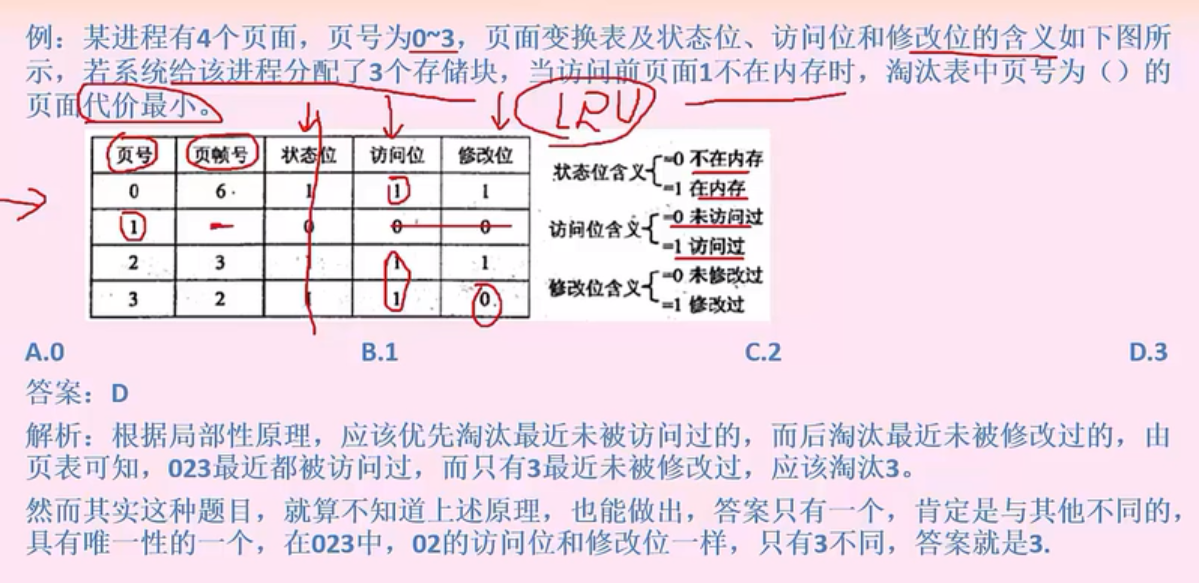 例：某进程有4个页面，页号为0~3，页面变换表及状态位、访问位和修改位的含义如下图所
示，若系统给该进程分配了3个存储块，当访问前页面1不在内存时，淘汰表中页号为（）的
页面代价最小。
LRU
页号 页帧号 状态位 访问位 修改位
0 6 1 1 1
1 - 0 0 0
2 3 1 1 1
3 2 1 1 0
状态位含义 =0 不在内存
=1 在内存
访问位含义 =0 未访问过
=1 访问过
修改位含义 =0 未修改过
=1 修改过
A.0 B.1 C.2 D.3
答案：D
解析：根据局部性原理，应该优先淘汰最近未被访问过的，而后淘汰最近未被修改过的，由
页表可知，023最近都被访问过，而只有3最近未被修改过，应该淘汰3。
然而其实这种题目，就算不知道上述原理，也能做出，答案只有一个，肯定是与其他不同的，
具有唯一性的一个，在023中，02的访问位和修改位一样，只有3不同，答案就是3.